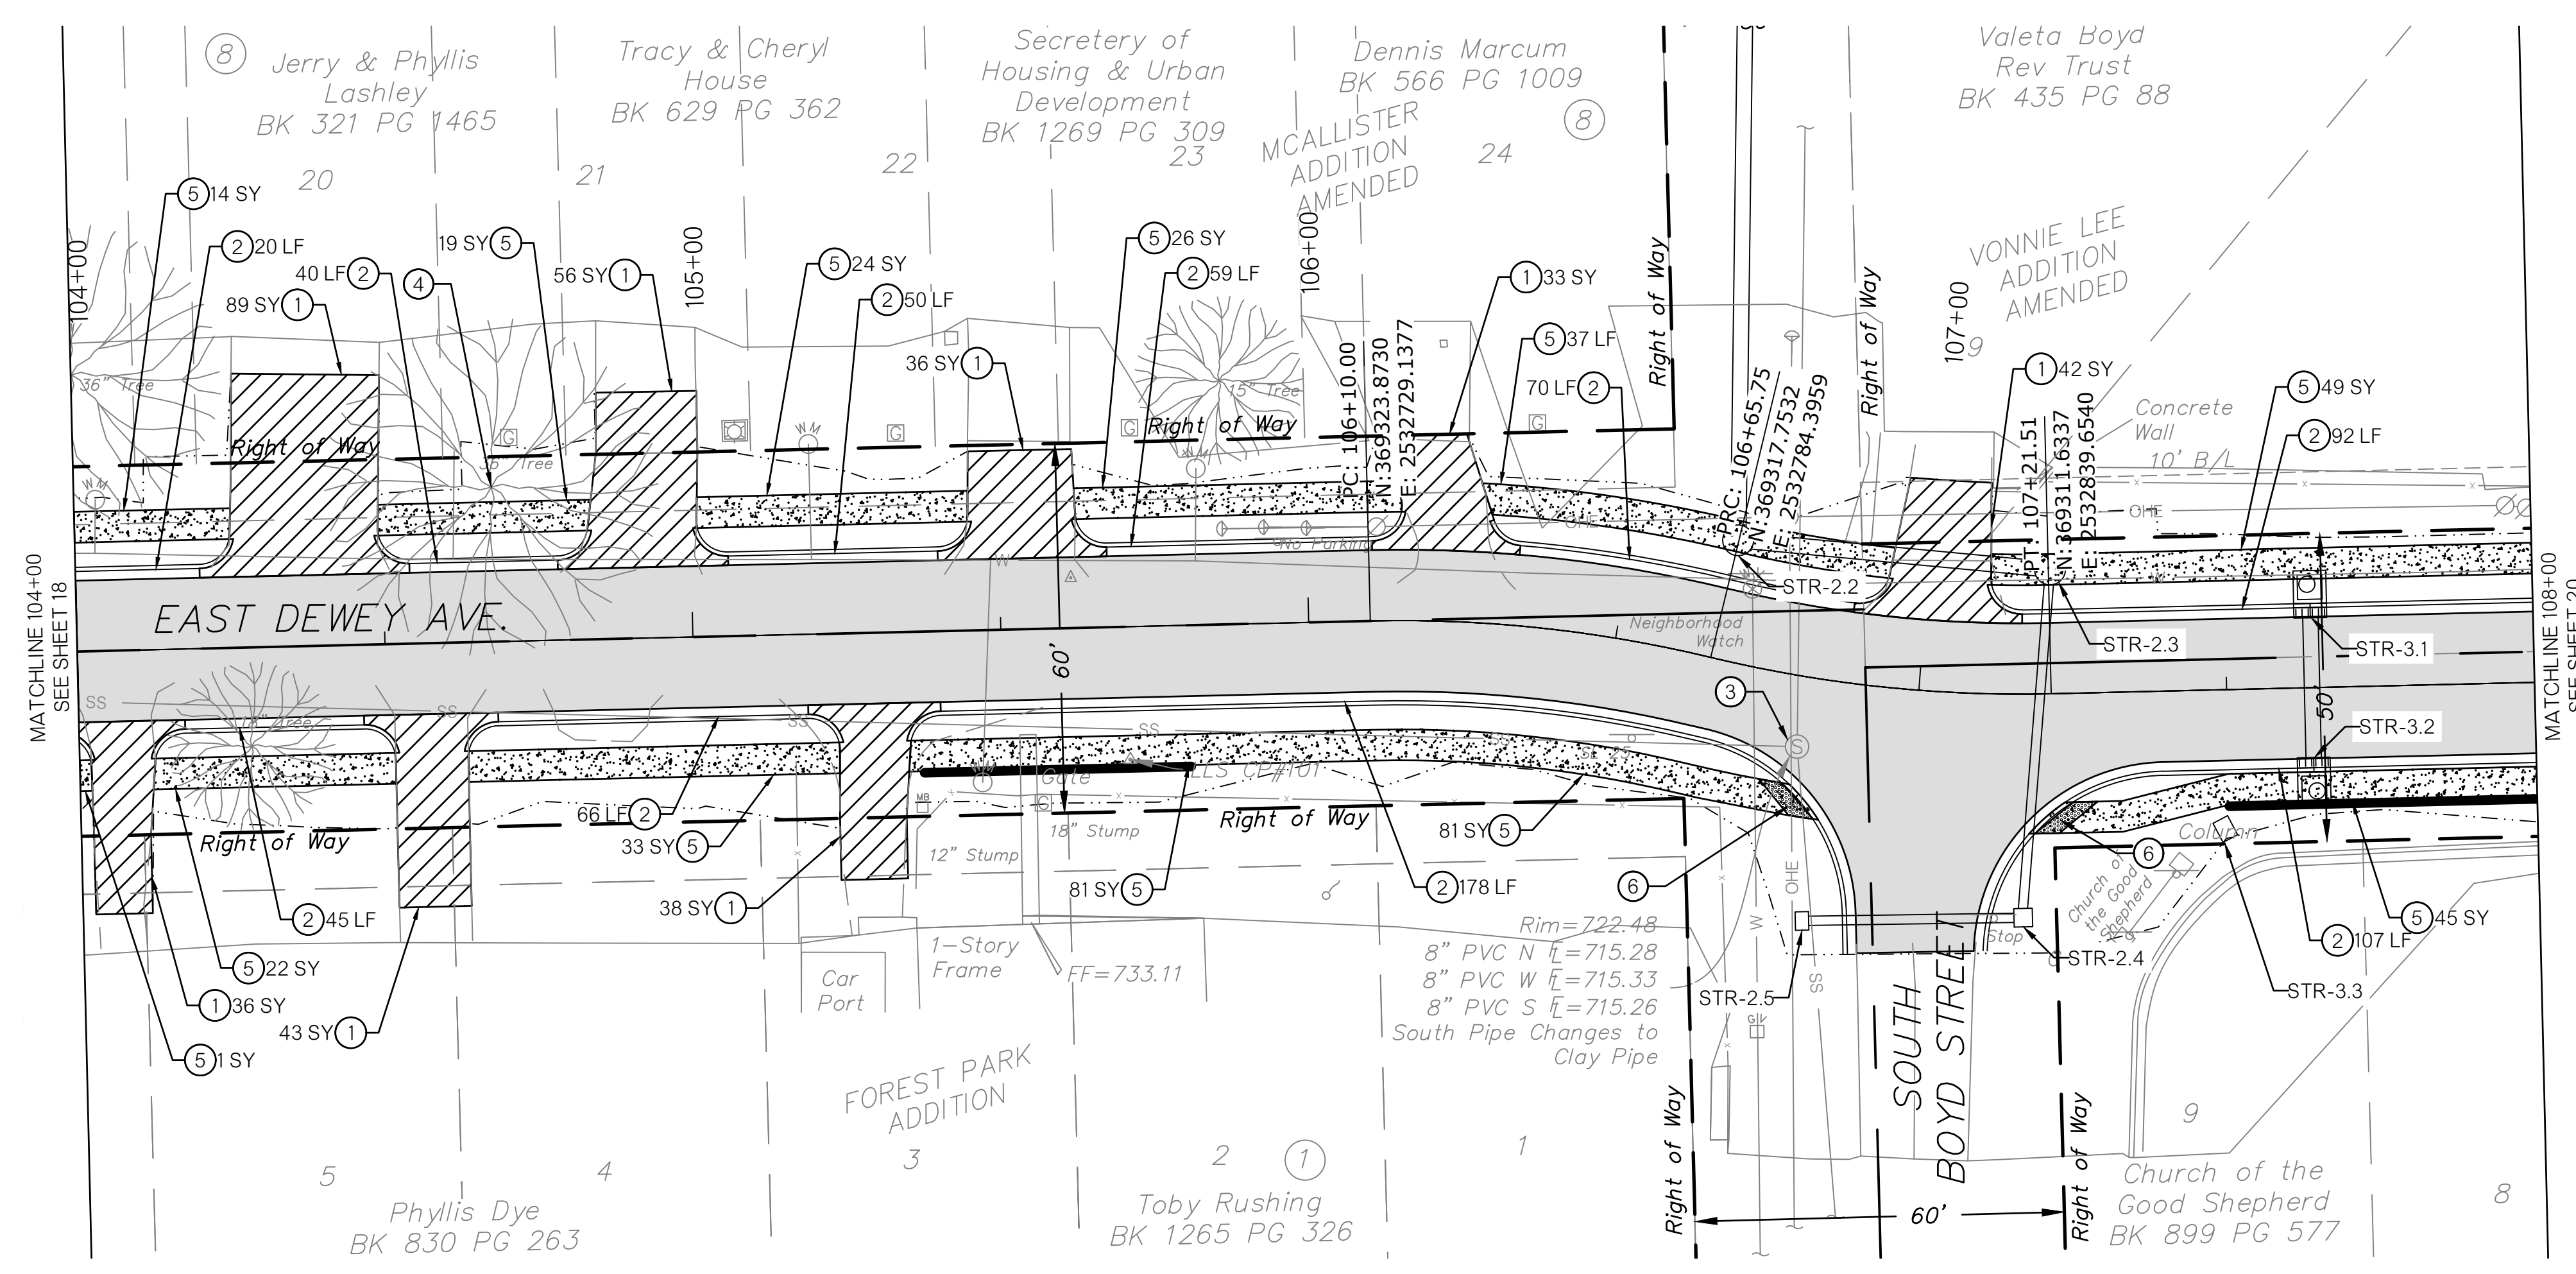 8
Jerry & Phyllis
Lashley
BK 321 PG 1465
Tracy & Cheryl
House
BK 629 PG 362
Secretery of
Housing & Urban
Development
BK 1269 PG 309
Dennis Marcum
BK 566 PG 1009
8
Valeta Boyd
Rev Trust
BK 435 PG 88
MCALLISTER
ADDITION
AMENDED
20
21
22
23
24
VONNIE LEE
ADDITION
AMENDED
9
5 14 SY
2 20 LF
40 LF 2
89 SY 1
4
19 SY 5
56 SY 1
5 24 SY
2 50 LF
36 SY 1
5 26 SY
2 59 LF
1 33 SY
5 37 LF
70 LF 2
1 42 SY
5 49 SY
2 92 LF
104+00
105+00
106+00
107+00
PC: 106+10.00
N:369323.8730
E: 2532729.1377
PRC: 106+65.75
N: 369317.7532
E: 2532784.3959
PT: 107+21.51
N 369311.6337
E: 2532839.6540
Right of Way
Right of Way
Right of Way
Right of Way
36" Tree
36" Tree
15" Tree
WM
WM
WM
G
G
G
G
No Parking
OHE
OHE
W
Concrete
Wall
10' B/L
STR-2.2
STR-2.3
STR-3.1
STR-3.2
Neighborhood
Watch
EAST DEWEY AVE.
MATCHLINE 104+00
SEE SHEET 18
MATCHLINE 108+00
SEE SHEET 20
60'
50'
3
S
SS
SS
SS
SS
SS
LLS CP#101
Gate
G
MB
18" Stump
12" Stump
Right of Way
Right of Way
66 LF 2
33 SY 5
38 SY 1
81 SY 5
81 SY 5
2 178 LF
6
6
2 45 LF
5 22 SY
1 36 SY
43 SY 1
5 1 SY
5 45 SY
2 107 LF
Column
Church of
the Good
Shepherd
Stop
STR-2.4
STR-2.5
STR-3.3
Car
Port
1-Story
Frame
FF=733.11
Rim=722.48
8" PVC N FL=715.28
8" PVC W FL=715.33
8" PVC S FL=715.26
South Pipe Changes to
Clay Pipe
OHE
W
SS
GV
SOUTH
BOYD STREET
FOREST PARK
ADDITION
5
4
3
2
1
1
9
8
Right of Way
Right of Way
60'
Phyllis Dye
BK 830 PG 263
Toby Rushing
BK 1265 PG 326
Church of the
Good Shepherd
BK 899 PG 577